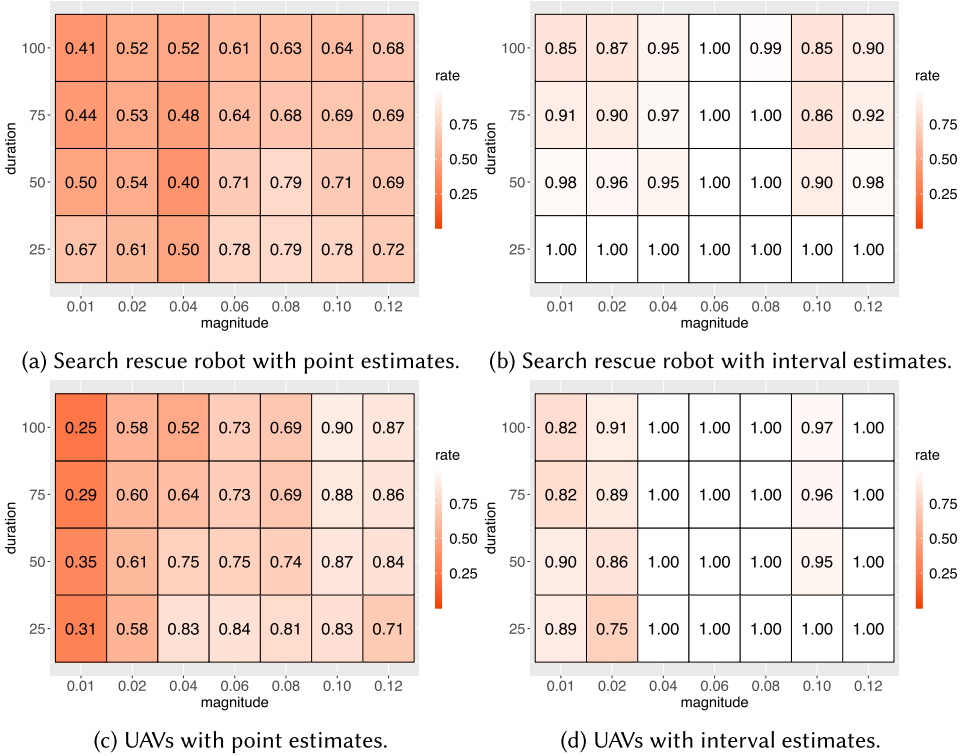 100 0.41 0.52 0.52 0.61 0.63 0.64 0.68
75 0.44 0.53 0.48 0.64 0.68 0.69 0.69
50 0.50 0.54 0.40 0.71 0.79 0.71 0.69
25 0.67 0.61 0.50 0.78 0.79 0.78 0.72
0.01 0.02 0.04 0.06 0.08 0.10 0.12
magnitude
duration
rate
0.75
0.50
0.25
(a) Search rescue robot with point estimates.
100 0.85 0.87 0.95 1.00 0.99 0.85 0.90
75 0.91 0.90 0.97 1.00 1.00 0.86 0.92
50 0.98 0.96 0.95 1.00 1.00 0.90 0.98
25 1.00 1.00 1.00 1.00 1.00 1.00 1.00
0.01 0.02 0.04 0.06 0.08 0.10 0.12
magnitude
duration
rate
0.75
0.50
0.25
(b) Search rescue robot with interval estimates.
100 0.25 0.58 0.52 0.73 0.69 0.90 0.87
75 0.29 0.60 0.64 0.73 0.69 0.88 0.86
50 0.35 0.61 0.75 0.75 0.74 0.87 0.84
25 0.31 0.58 0.83 0.84 0.81 0.83 0.71
0.01 0.02 0.04 0.06 0.08 0.10 0.12
magnitude
duration
rate
0.75
0.50
0.25
(c) UAVs with point estimates.
100 0.82 0.91 1.00 1.00 1.00 0.97 1.00
75 0.82 0.89 1.00 1.00 1.00 0.96 1.00
50 0.90 0.86 1.00 1.00 1.00 0.95 1.00
25 0.89 0.75 1.00 1.00 1.00 1.00 1.00
0.01 0.02 0.04 0.06 0.08 0.10 0.12
magnitude
duration
rate
0.75
0.50
0.25
(d) UAVs with interval estimates.